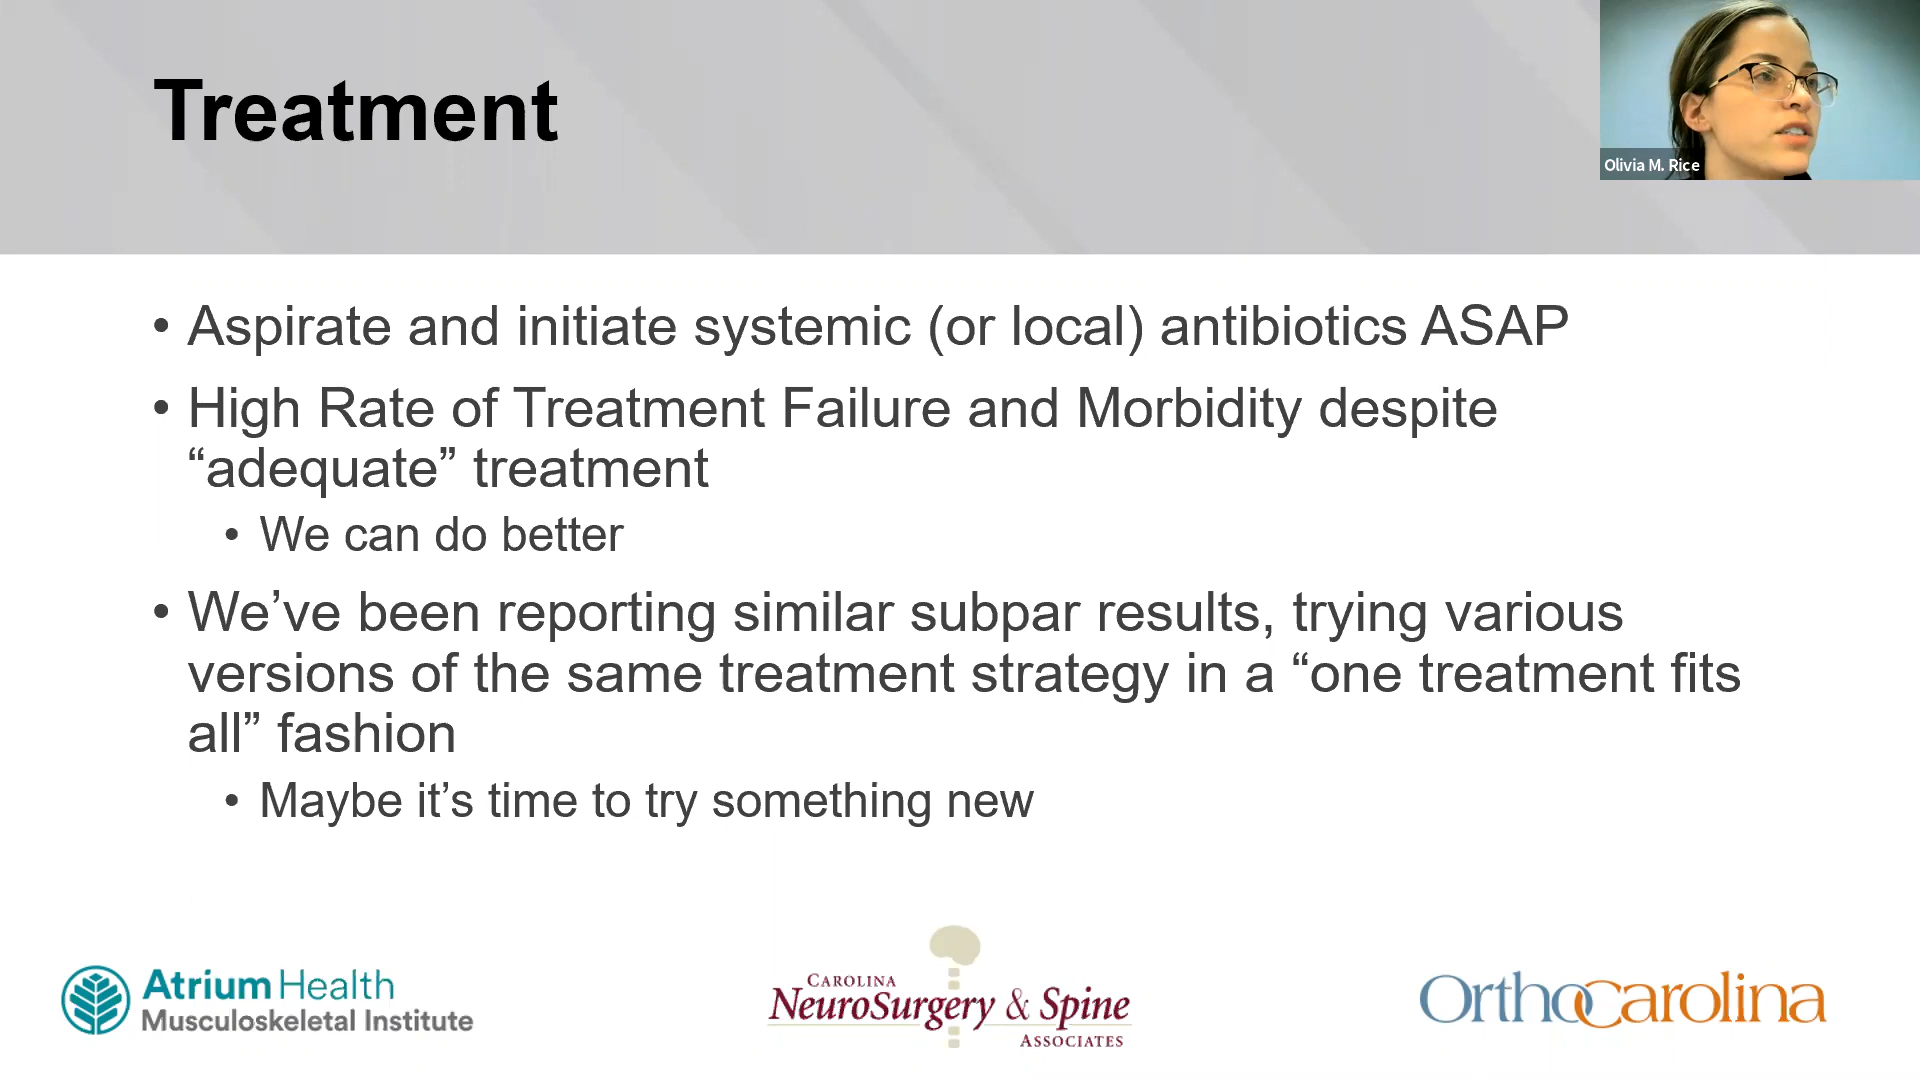 Treatment
Olivia M. Rice
• Aspirate and initiate systemic (or local) antibiotics ASAP
• High Rate of Treatment Failure and Morbidity despite
“adequate” treatment
• We can do better
• We’ve been reporting similar subpar results, trying various
versions of the same treatment strategy in a “one treatment fits
all” fashion
• Maybe it’s time to try something new
Atrium Health
Musculoskeletal Institute
CAROLINA
NEUROSURGERY & SPINE
ASSOCIATES
OrthoCarolina